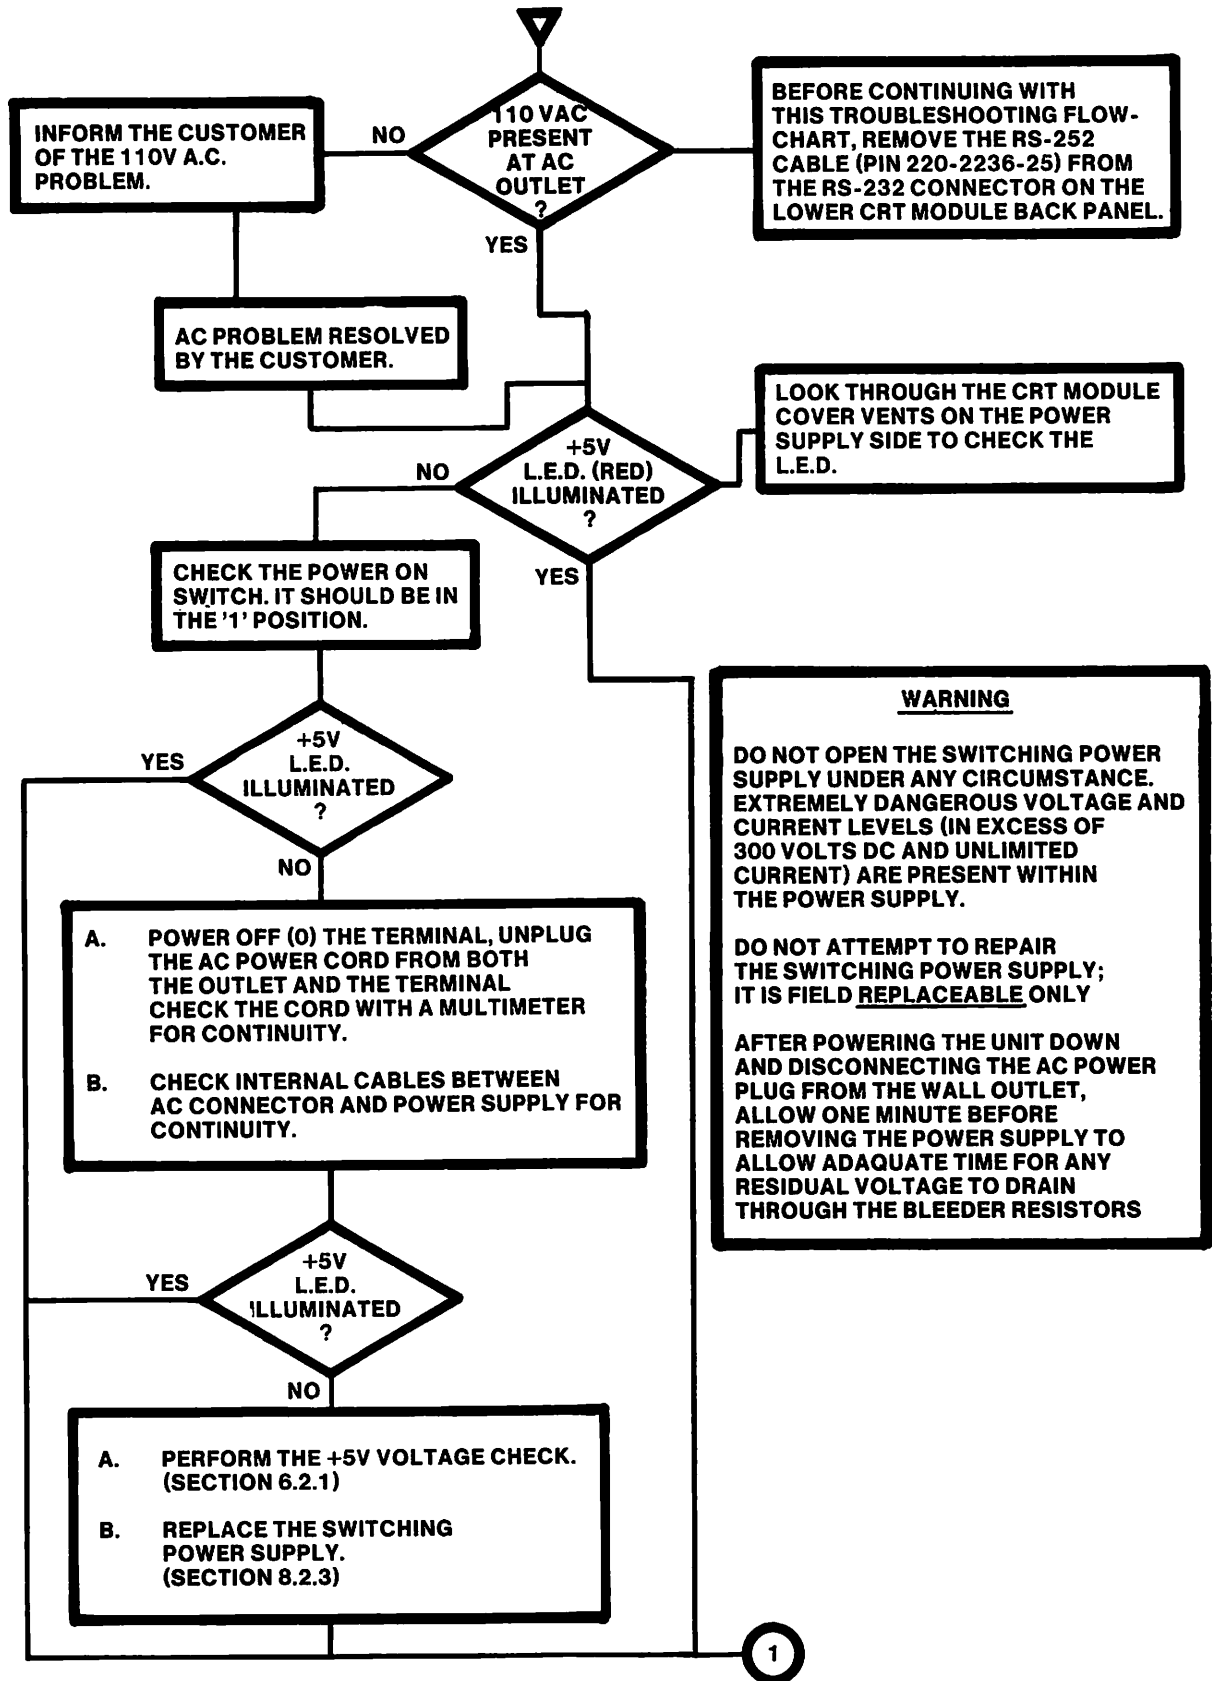 110 VAC
PRESENT
AT AC
OUTLET
?
NO
YES
INFORM THE CUSTOMER
OF THE 110V A.C.
PROBLEM.
BEFORE CONTINUING WITH
THIS TROUBLESHOOTING FLOW-
CHART, REMOVE THE RS-252
CABLE (PIN 220-2236-25) FROM
THE RS-232 CONNECTOR ON THE
LOWER CRT MODULE BACK PANEL.
AC PROBLEM RESOLVED
BY THE CUSTOMER.
+5V
L.E.D. (RED)
ILLUMINATED
?
NO
YES
LOOK THROUGH THE CRT MODULE
COVER VENTS ON THE POWER
SUPPLY SIDE TO CHECK THE
L.E.D.
CHECK THE POWER ON
SWITCH. IT SHOULD BE IN
THE '1' POSITION.
+5V
L.E.D.
ILLUMINATED
?
YES
NO
A. POWER OFF (0) THE TERMINAL, UNPLUG
THE AC POWER CORD FROM BOTH
THE OUTLET AND THE TERMINAL
CHECK THE CORD WITH A MULTIMETER
FOR CONTINUITY.
B. CHECK INTERNAL CABLES BETWEEN
AC CONNECTOR AND POWER SUPPLY FOR
CONTINUITY.
+5V
L.E.D.
ILLUMINATED
?
YES
NO
A. PERFORM THE +5V VOLTAGE CHECK.
(SECTION 6.2.1)
B. REPLACE THE SWITCHING
POWER SUPPLY.
(SECTION 8.2.3)
WARNING
DO NOT OPEN THE SWITCHING POWER
SUPPLY UNDER ANY CIRCUMSTANCE.
EXTREMELY DANGEROUS VOLTAGE AND
CURRENT LEVELS (IN EXCESS OF
300 VOLTS DC AND UNLIMITED
CURRENT) ARE PRESENT WITHIN
THE POWER SUPPLY.
DO NOT ATTEMPT TO REPAIR
THE SWITCHING POWER SUPPLY;
IT IS FIELD REPLACEABLE ONLY
AFTER POWERING THE UNIT DOWN
AND DISCONNECTING THE AC POWER
PLUG FROM THE WALL OUTLET,
ALLOW ONE MINUTE BEFORE
REMOVING THE POWER SUPPLY TO
ALLOW ADAQUATE TIME FOR ANY
RESIDUAL VOLTAGE TO DRAIN
THROUGH THE BLEEDER RESISTORS
1